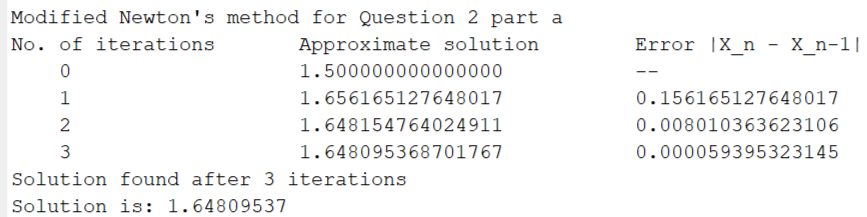 Modified Newton's method for Question 2 part a
No. of iterations Approximate solution Error |X_n - X_n-1|
0 1.500000000000000 --
1 1.656165127648017 0.156165127648017
2 1.648154764024911 0.008010363623106
3 1.648095368701767 0.000059395323145
Solution found after 3 iterations
Solution is: 1.64809537